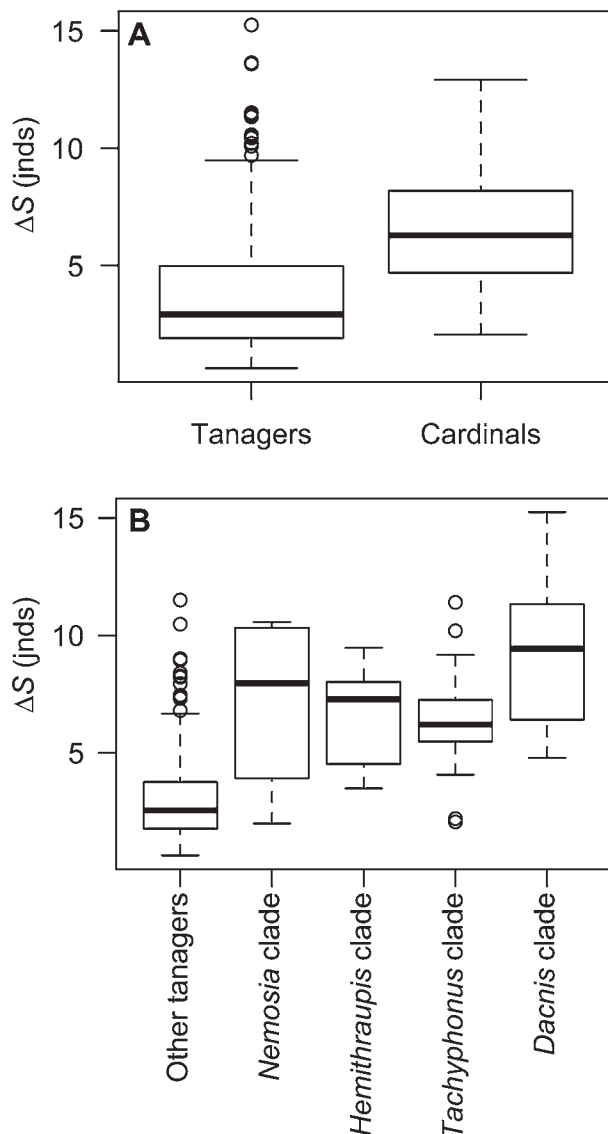 A
15
10
5
ΔS (jnds)
Tanagers
Cardinals
B
15
10
5
ΔS (jnds)
Other tanagers
Nemosia clade
Hemithraupis clade
Tachyphonus clade
Dacnis clade